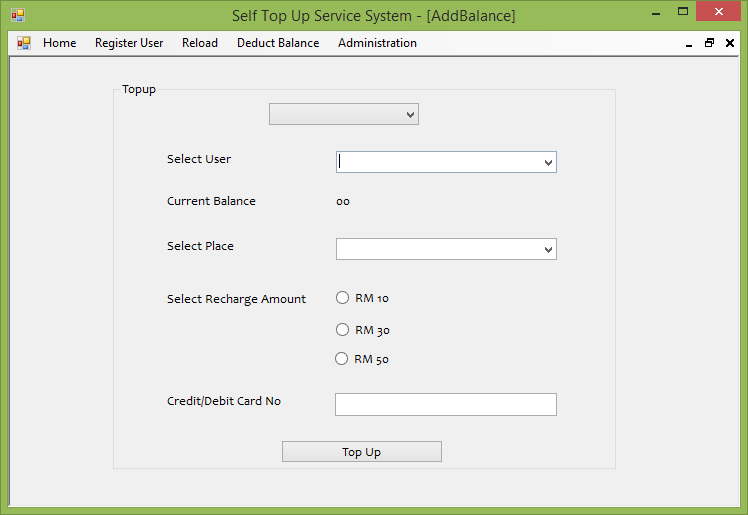 Self Top Up Service System - [AddBalance]
Home Register User Reload Deduct Balance Administration
Topup
Select User
Current Balance 00
Select Place
Select Recharge Amount RM 10
RM 30
RM 50
Credit/Debit Card No
Top Up